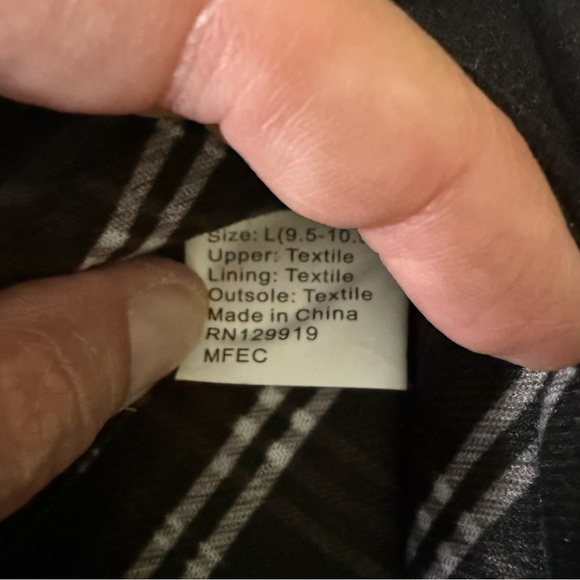 Size: L(9.5-10.
Upper: Textile
Lining: Textile
Outsole: Textile
Made in China
RN129919
MFEC